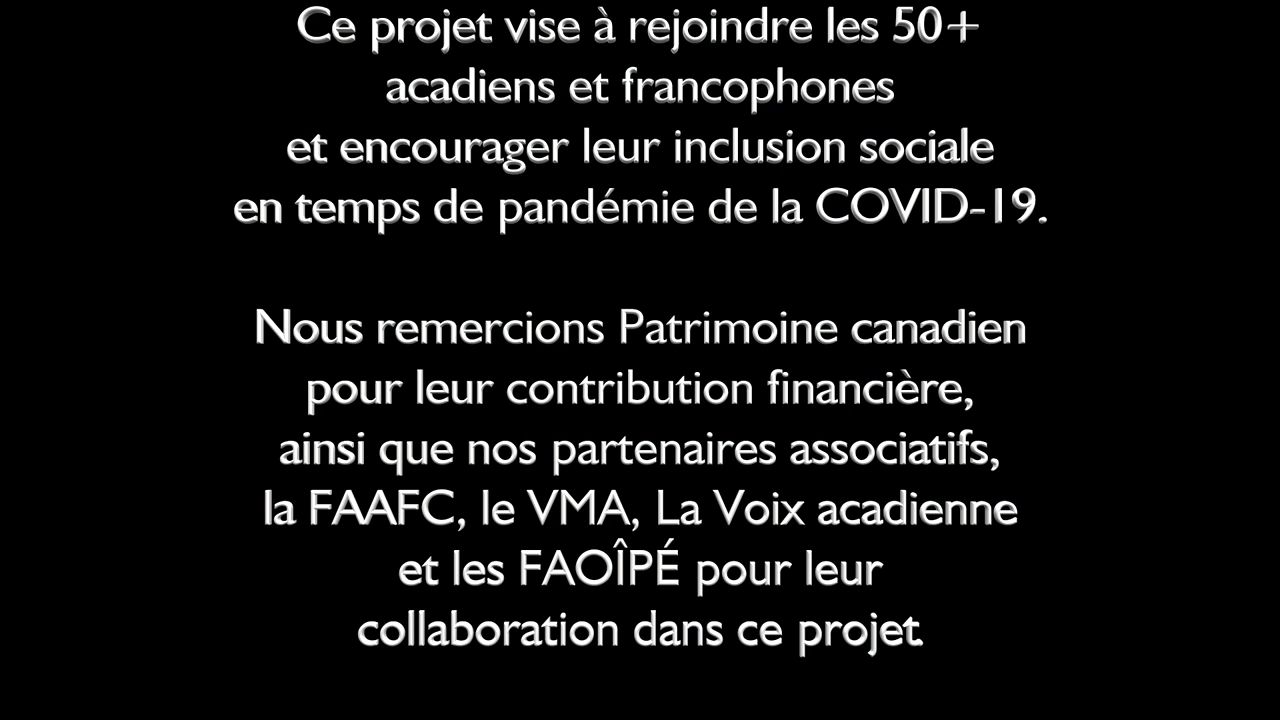 Ce projet vise à rejoindre les 50+
acadiens et francophones
et encourager leur inclusion sociale
en temps de pandémie de la COVID-19.
Nous remercions Patrimoine canadien
pour leur contribution financière,
ainsi que nos partenaires associatifs,
la FAAFC, le VMA, La Voix acadienne
et les FAOÎPÉ pour leur
collaboration dans ce projet.